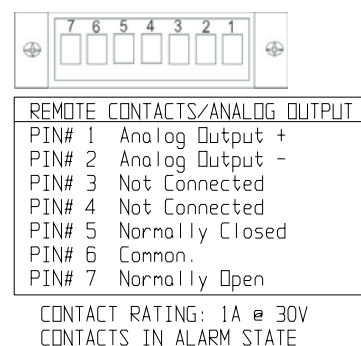 7 6 5 4 3 2 1
REMOTE CONTACTS/ANALOG OUTPUT
PIN# 1 Analog Output +
PIN# 2 Analog Output -
PIN# 3 Not Connected
PIN# 4 Not Connected
PIN# 5 Normally Closed
PIN# 6 Common.
PIN# 7 Normally Open
CONTACT RATING: 1A @ 30V
CONTACTS IN ALARM STATE